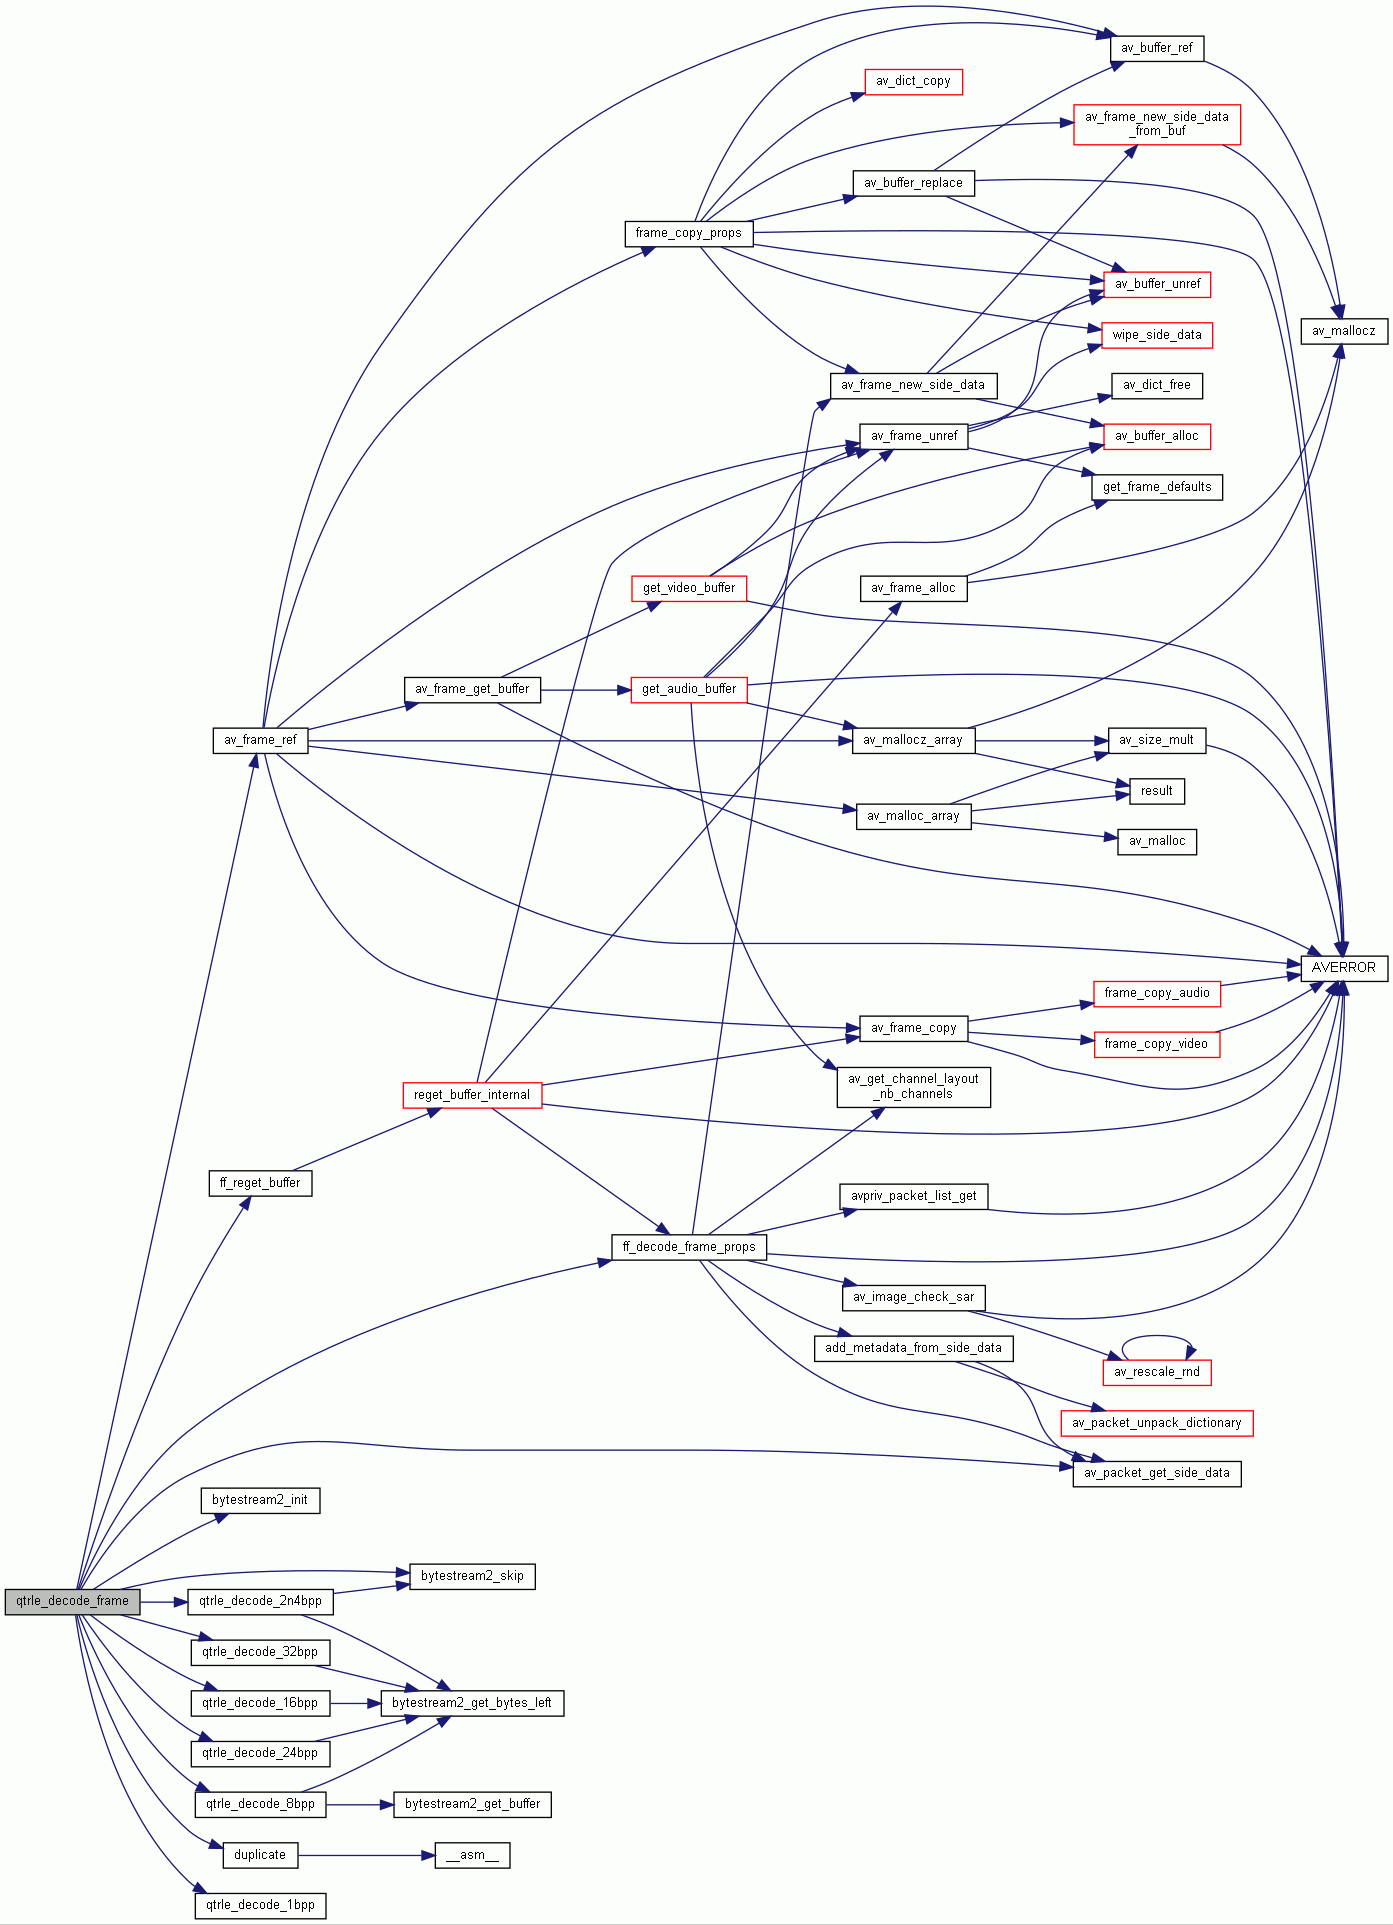 av_buffer_ref
av_dict_copy
av_frame_new_side_data
_from_buf
av_buffer_replace
frame_copy_props
av_buffer_unref
av_mallocz
wipe_side_data
av_frame_new_side_data
av_dict_free
av_frame_unref
av_buffer_alloc
get_frame_defaults
get_video_buffer
av_frame_alloc
av_frame_get_buffer
get_audio_buffer
av_frame_ref
av_mallocz_array
av_size_mult
result
av_malloc_array
av_malloc
AVERROR
frame_copy_audio
av_frame_copy
frame_copy_video
av_get_channel_layout
_nb_channels
reget_buffer_internal
ff_reget_buffer
avpriv_packet_list_get
ff_decode_frame_props
av_image_check_sar
add_metadata_from_side_data
av_rescale_rnd
av_packet_unpack_dictionary
av_packet_get_side_data
bytestream2_init
bytestream2_skip
qtrle_decode_frame
qtrle_decode_2n4bpp
qtrle_decode_32bpp
qtrle_decode_16bpp
bytestream2_get_bytes_left
qtrle_decode_24bpp
qtrle_decode_8bpp
bytestream2_get_buffer
duplicate
__asm__
qtrle_decode_1bpp